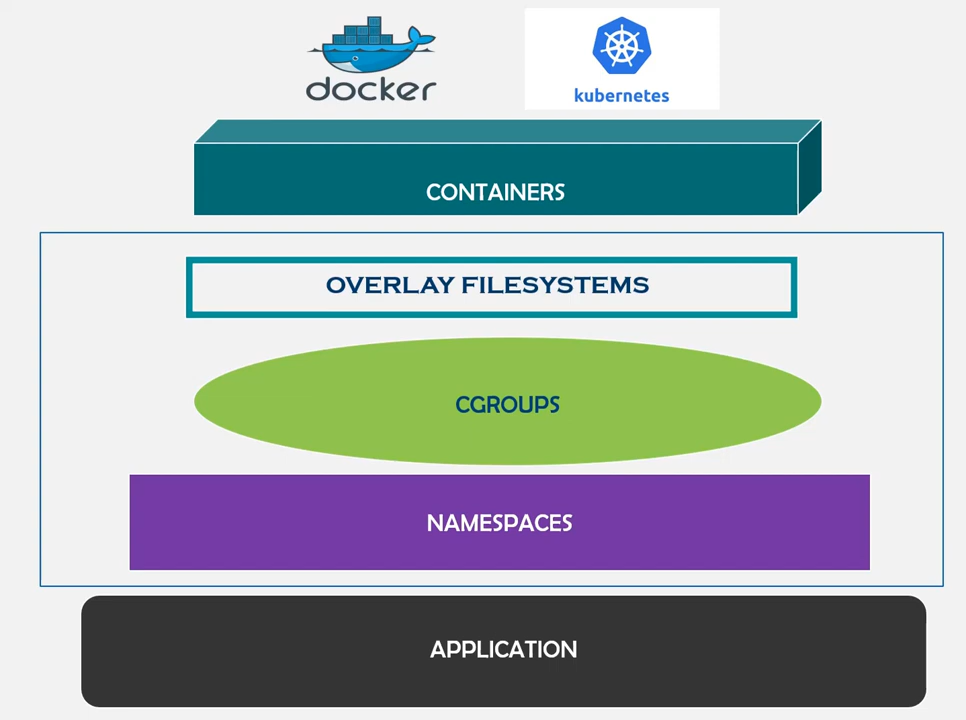 docker
kubernetes
CONTAINERS
OVERLAY FILESYSTEMS
CGROUPS
NAMESPACES
APPLICATION